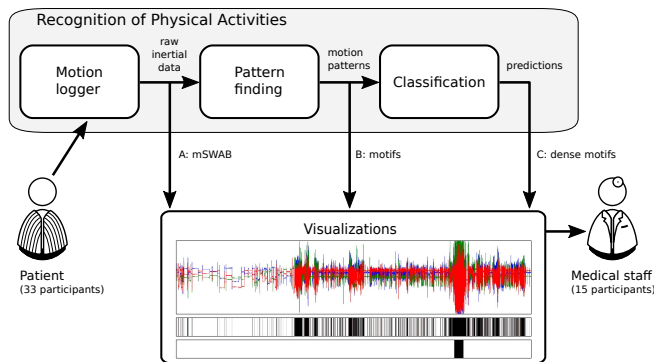 Recognition of Physical Activities
Motion
logger
raw
inertial
data
Pattern
finding
motion
patterns
Classification
predictions
A: mSWAB
B: motifs
C: dense motifs
Visualizations
Patient
(33 participants)
Medical staff
(15 participants)